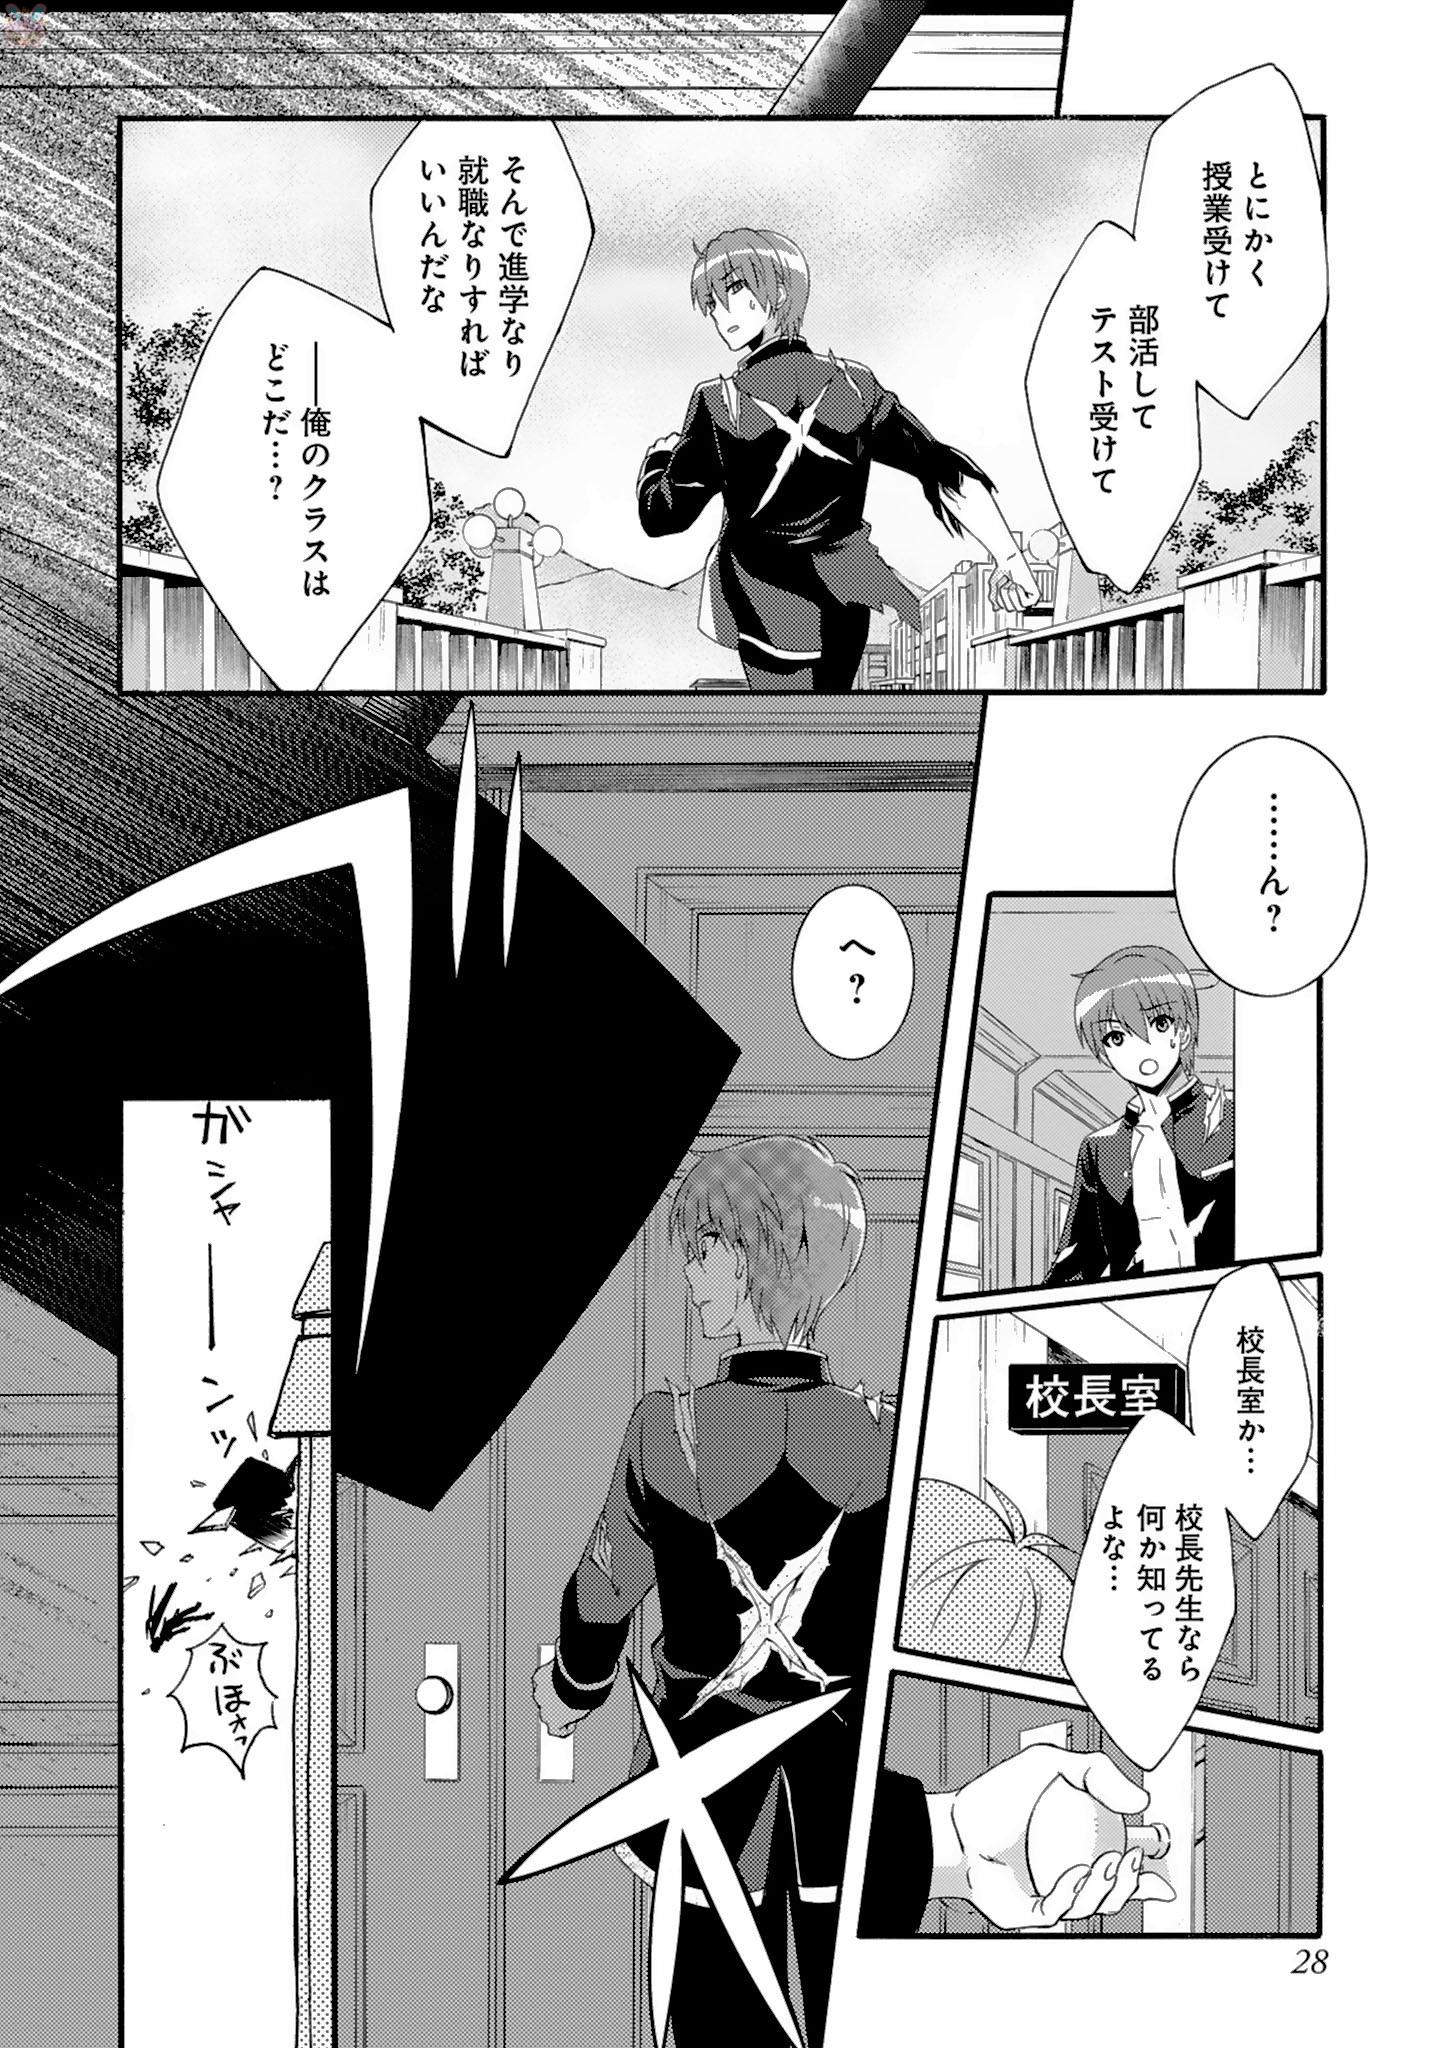 とにかく
授業受けて
部活して
テスト受けて
そんで進学なり
就職なりすれば
いいんだな
――俺のクラスは
どこだ…?
………ん?
校長室か…
校長室
校長先生なら
何か知ってる
よな…
へ?
ガシャーンッ
ぶほっ
28